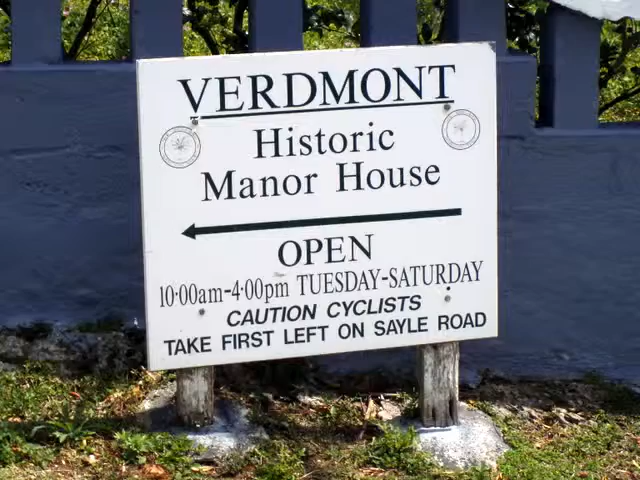 VERDMONT
Historic
Manor House
OPEN
10·00am-4·00pm TUESDAY-SATURDAY
CAUTION CYCLISTS
TAKE FIRST LEFT ON SAYLE ROAD